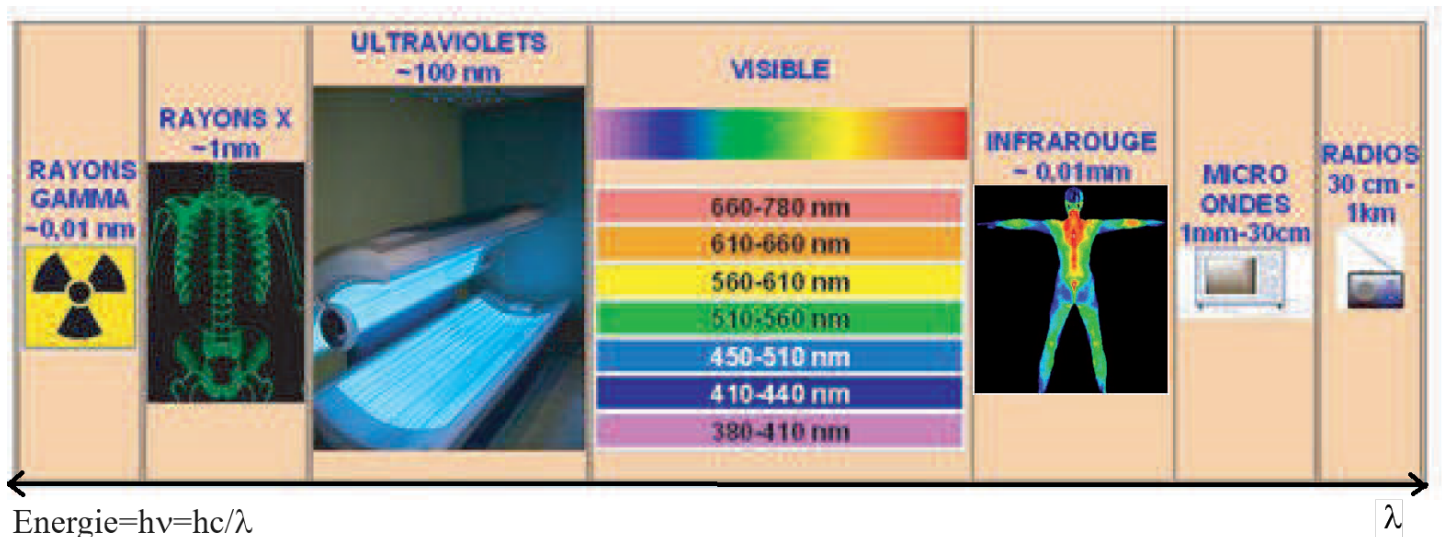 RAYONS
GAMMA
~0,01 nm
RAYONS X
~1nm
ULTRAVIOLETS
~100 nm
VISIBLE
660-780 nm
610-660 nm
560-610 nm
510-560 nm
450-510 nm
410-440 nm
380-410 nm
INFRAROUGE
~ 0,01mm
MICRO
ONDES
1mm-30cm
RADIOS
30 cm -
1km
Energie=hν=hc/λ
λ